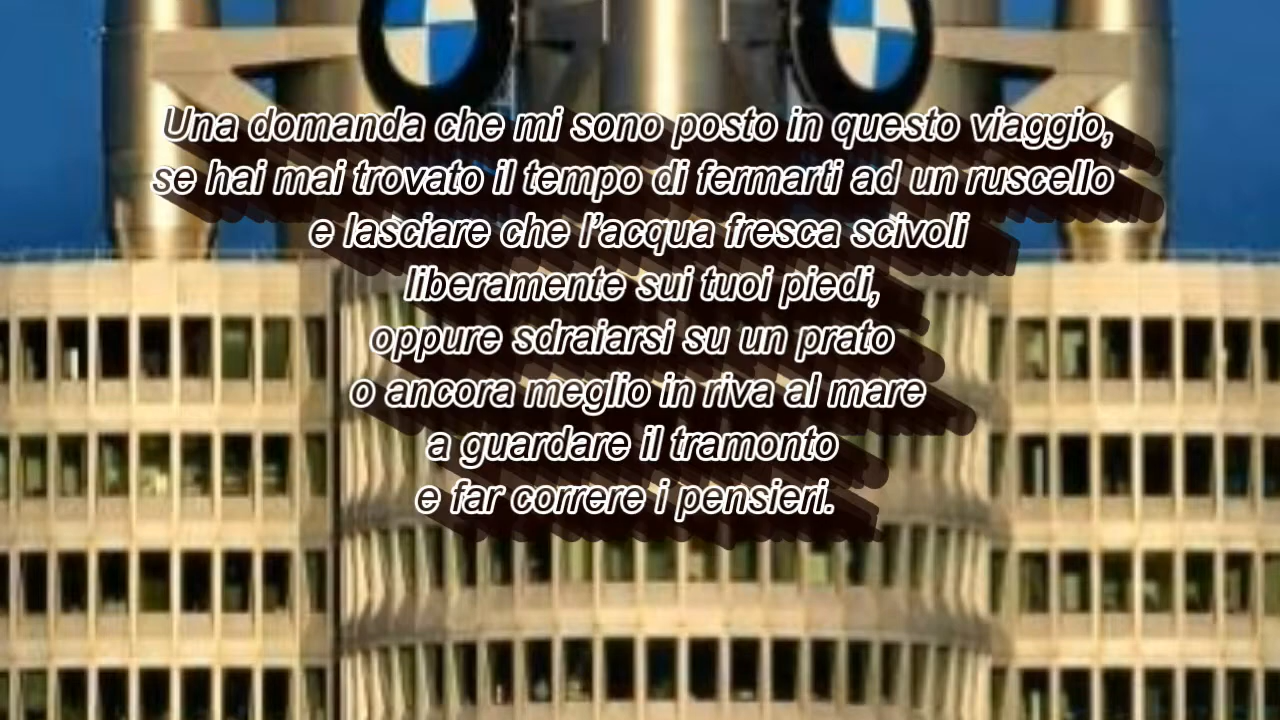 Una domanda che mi sono posto in questo viaggio,
se hai mai trovato il tempo di fermarti ad un ruscello
e lasciare che l'acqua fresca scivoli
liberamente sui tuoi piedi,
oppure sdraiarsi su un prato
o ancora meglio in riva al mare
a guardare il tramonto
e far correre i pensieri.